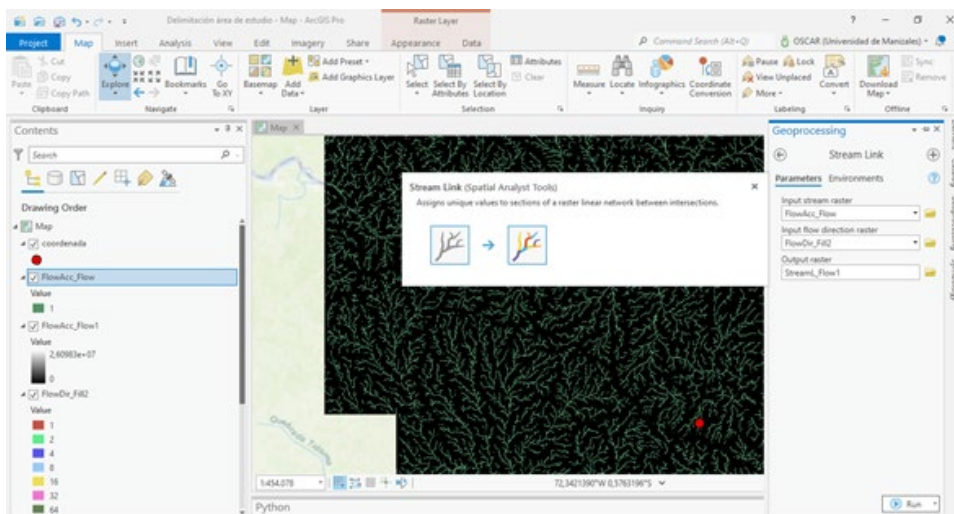 Delimitación área de estudio - Map - ArcGIS Pro
Raster Layer
?
Project Map Insert Analysis View Edit Imagery Share Appearance Data
Command Search (Alt+Q)
OSCAR (Universidad de Manizales)
Paste
Cut
Copy
Copy Path
Clipboard
Explore
Bookmarks
Go To XY
Navigate
Basemap
Add Data
Add Preset
Add Graphics Layer
Layer
Select
Select By Attributes
Select By Location
Attributes
Clear
Selection
Measure
Locate
Infographics
Coordinate Conversion
Inquiry
Pause
Lock
View Unplaced
More
Convert
Labeling
Download Map
Sync
Remove
Offline
Contents
Search
Drawing Order
Map
coordenada
FlowAcc_Flow
Value
1
FlowAcc_Flow1
Value
2,60983e+07
0
FlowDir_Fill2
Value
1
2
4
8
16
32
64
Map
Stream Link (Spatial Analyst Tools)
Assigns unique values to sections of a raster linear network between intersections.
1:454.078
72,3421390°W 0,5763196°S
Python
Geoprocessing
Stream Link
Parameters Environments
Input stream raster
FlowAcc_Flow
Input flow direction raster
FlowDir_Fill2
Output raster
StreamL_Flow1
Run